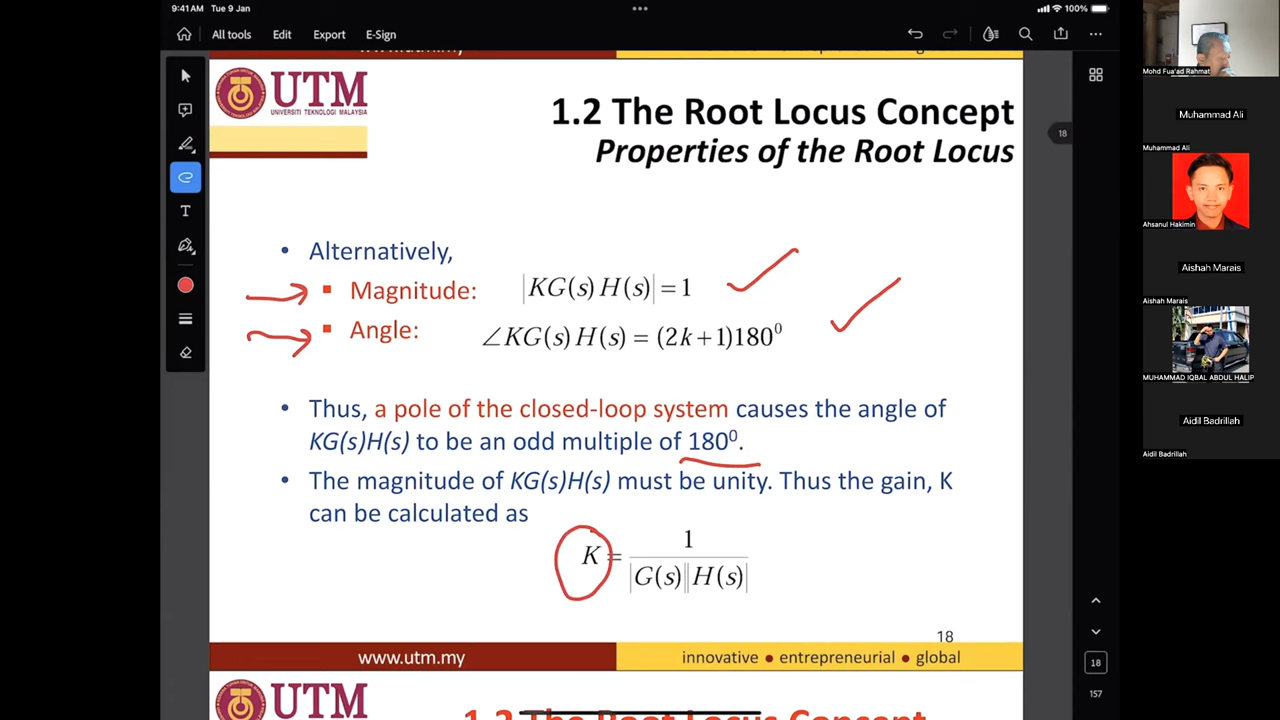 9:41 AM Tue 9 Jan
100%
All tools Edit Export E-Sign
www.utm.my
UTM
UNIVERSITI TEKNOLOGI MALAYSIA
1.2 The Root Locus Concept
Properties of the Root Locus
18
• Alternatively,
▪ Magnitude: |KG(s)H(s)| = 1
▪ Angle: ∠KG(s)H(s) = (2k+1)180⁰
• Thus, a pole of the closed-loop system causes the angle of
KG(s)H(s) to be an odd multiple of 180⁰.
• The magnitude of KG(s)H(s) must be unity. Thus the gain, K
can be calculated as
K = 1 / |G(s)||H(s)|
18
www.utm.my innovative ● entrepreneurial ● global
UTM
1.2 The Root Locus Concept
18
157
Mohd Fua'ad Rahmat
Muhammad Ali
Muhammad Ali
Ahsanul Hakimin
Aishah Marais
Aishah Marais
MUHAMMAD IQBAL ABDUL HALIP
Aidil Badrillah
Aidil Badrillah